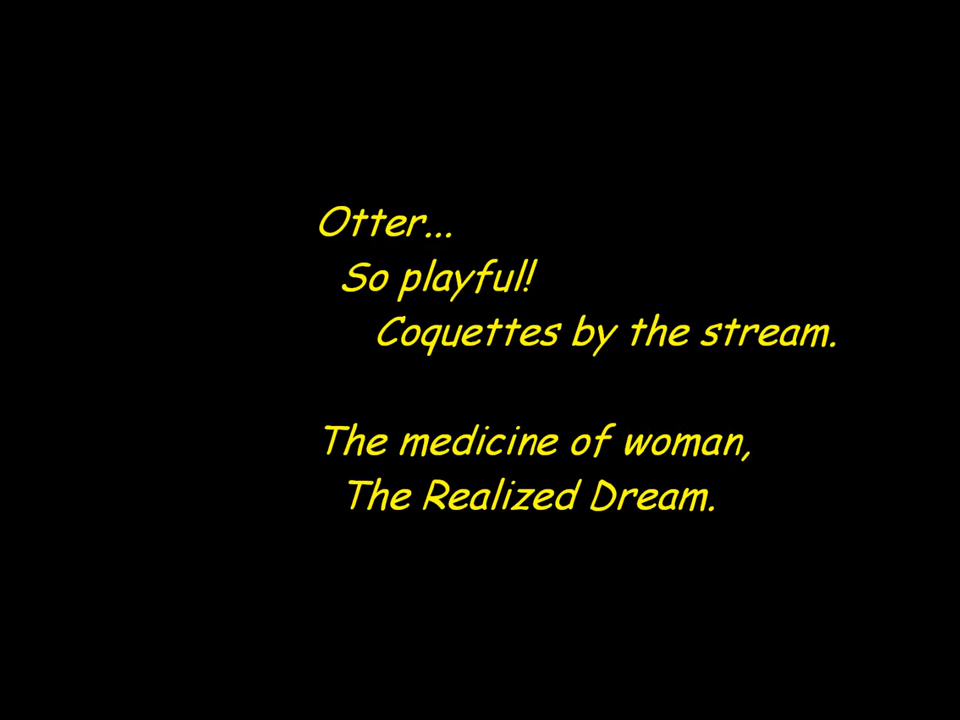 Otter...
So playful!
Coquettes by the stream.
The medicine of woman,
The Realized Dream.